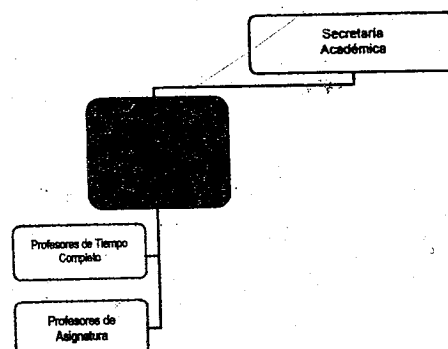 Secretaría
Académica
Profesores de Tiempo
Completo
Profesores de
Asignatura